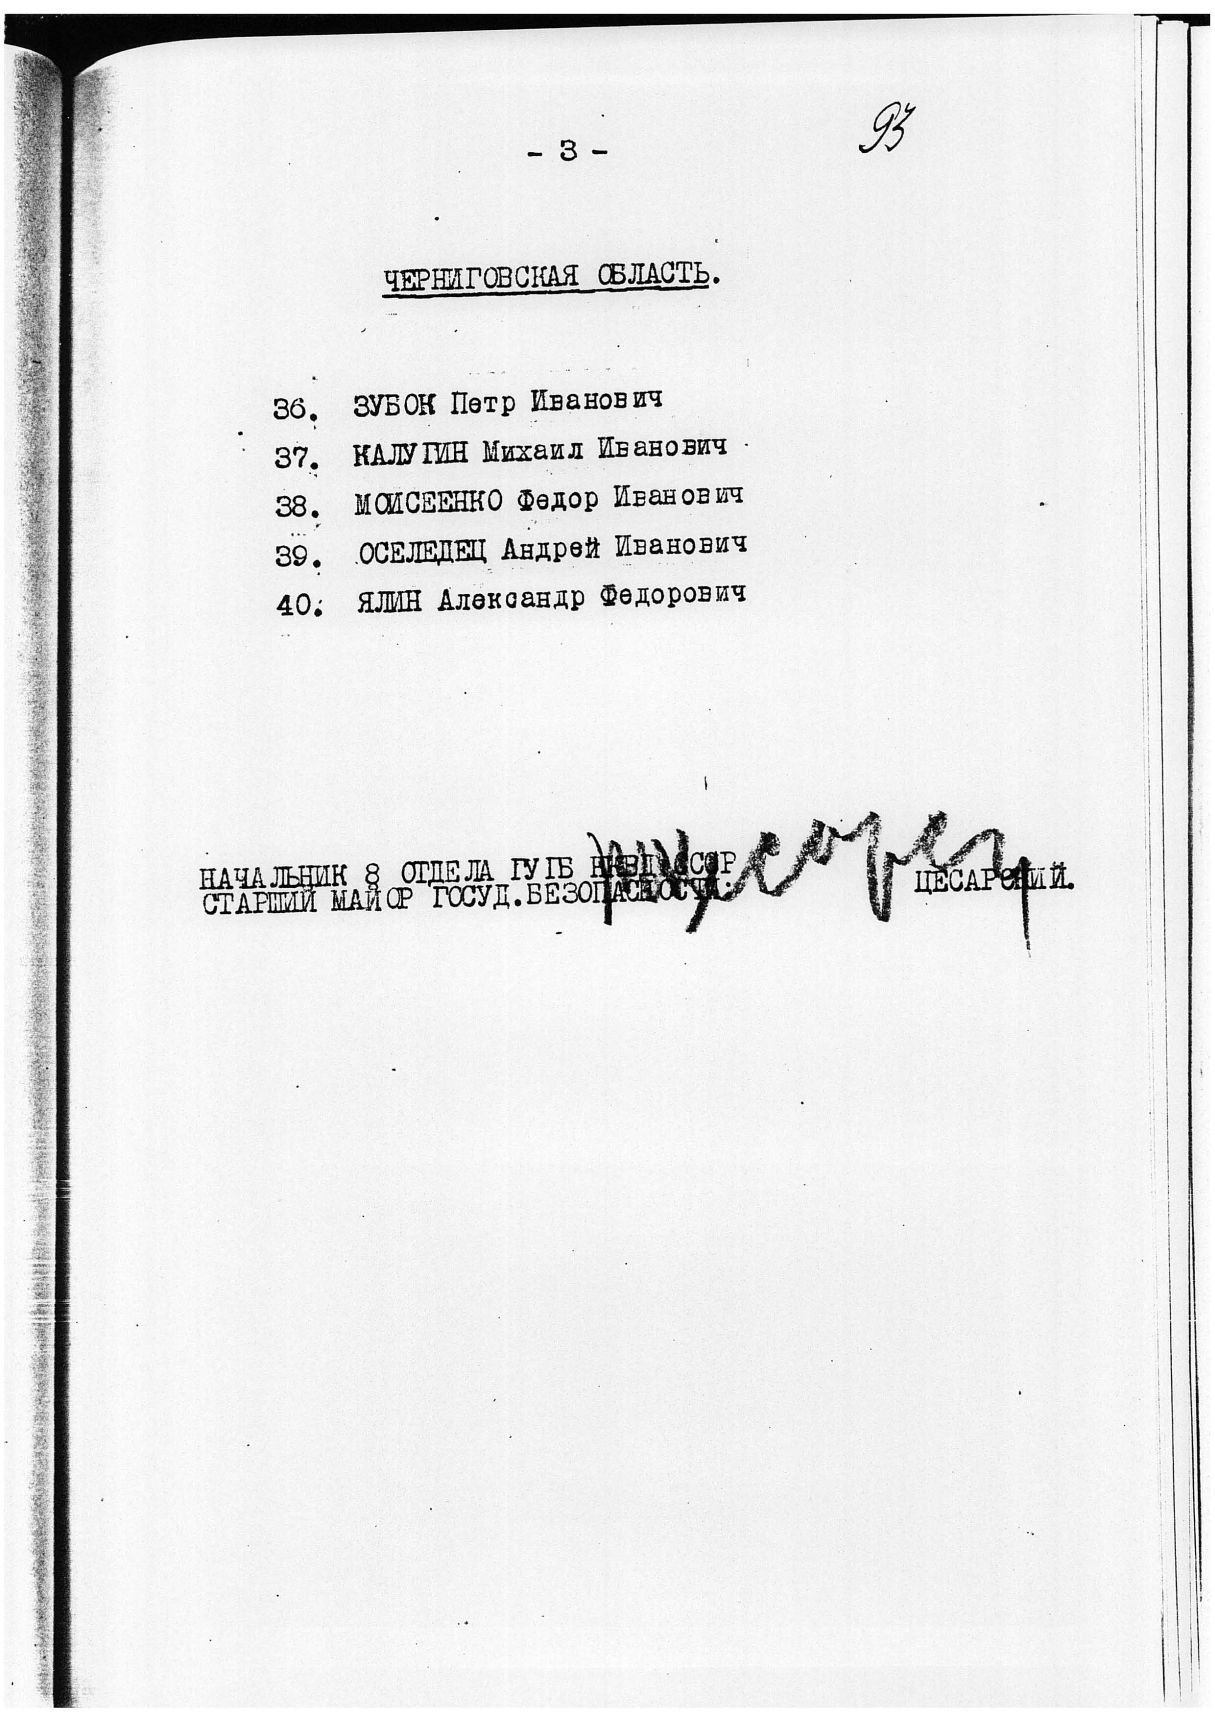 93
- 3 -
ЧЕРНИГОВСКАЯ ОБЛАСТЬ.
36. ЗУБОК Петр Иванович
37. КАЛУГИН Михаил Иванович
38. МОИСЕЕНКО Федор Иванович
39. ОСЕЛЕДЕЦ Андрей Иванович
40. ЯЛИН Александр Федорович
НАЧАЛЬНИК 8 ОТДЕЛА ГУГБ НКВД СССР
СТАРШИЙ МАЙОР ГОСУД.БЕЗОПАСНОСТИ:
ЦЕСАРСКИЙ.